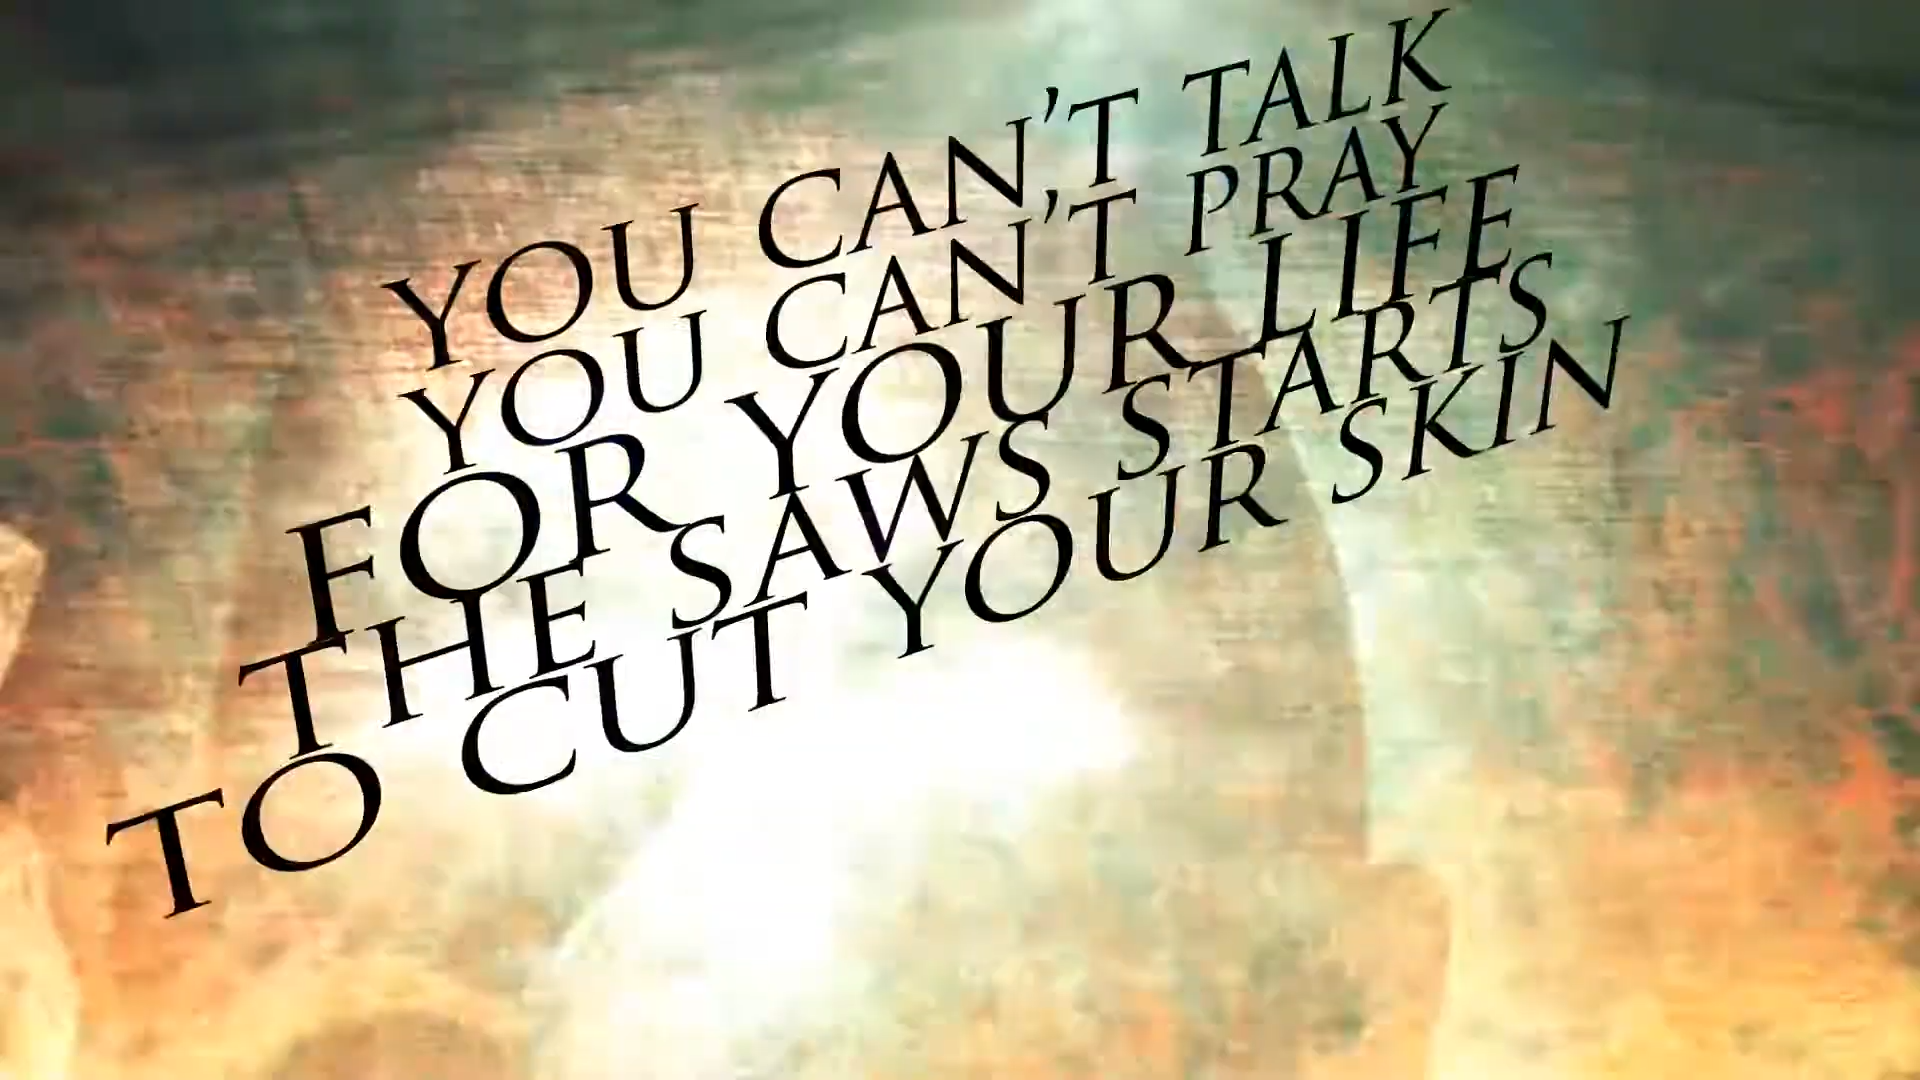 YOU CAN'T TALK
YOU CAN'T PRAY
FOR YOUR LIFE
THE SAWS STARTS
TO CUT YOUR SKIN